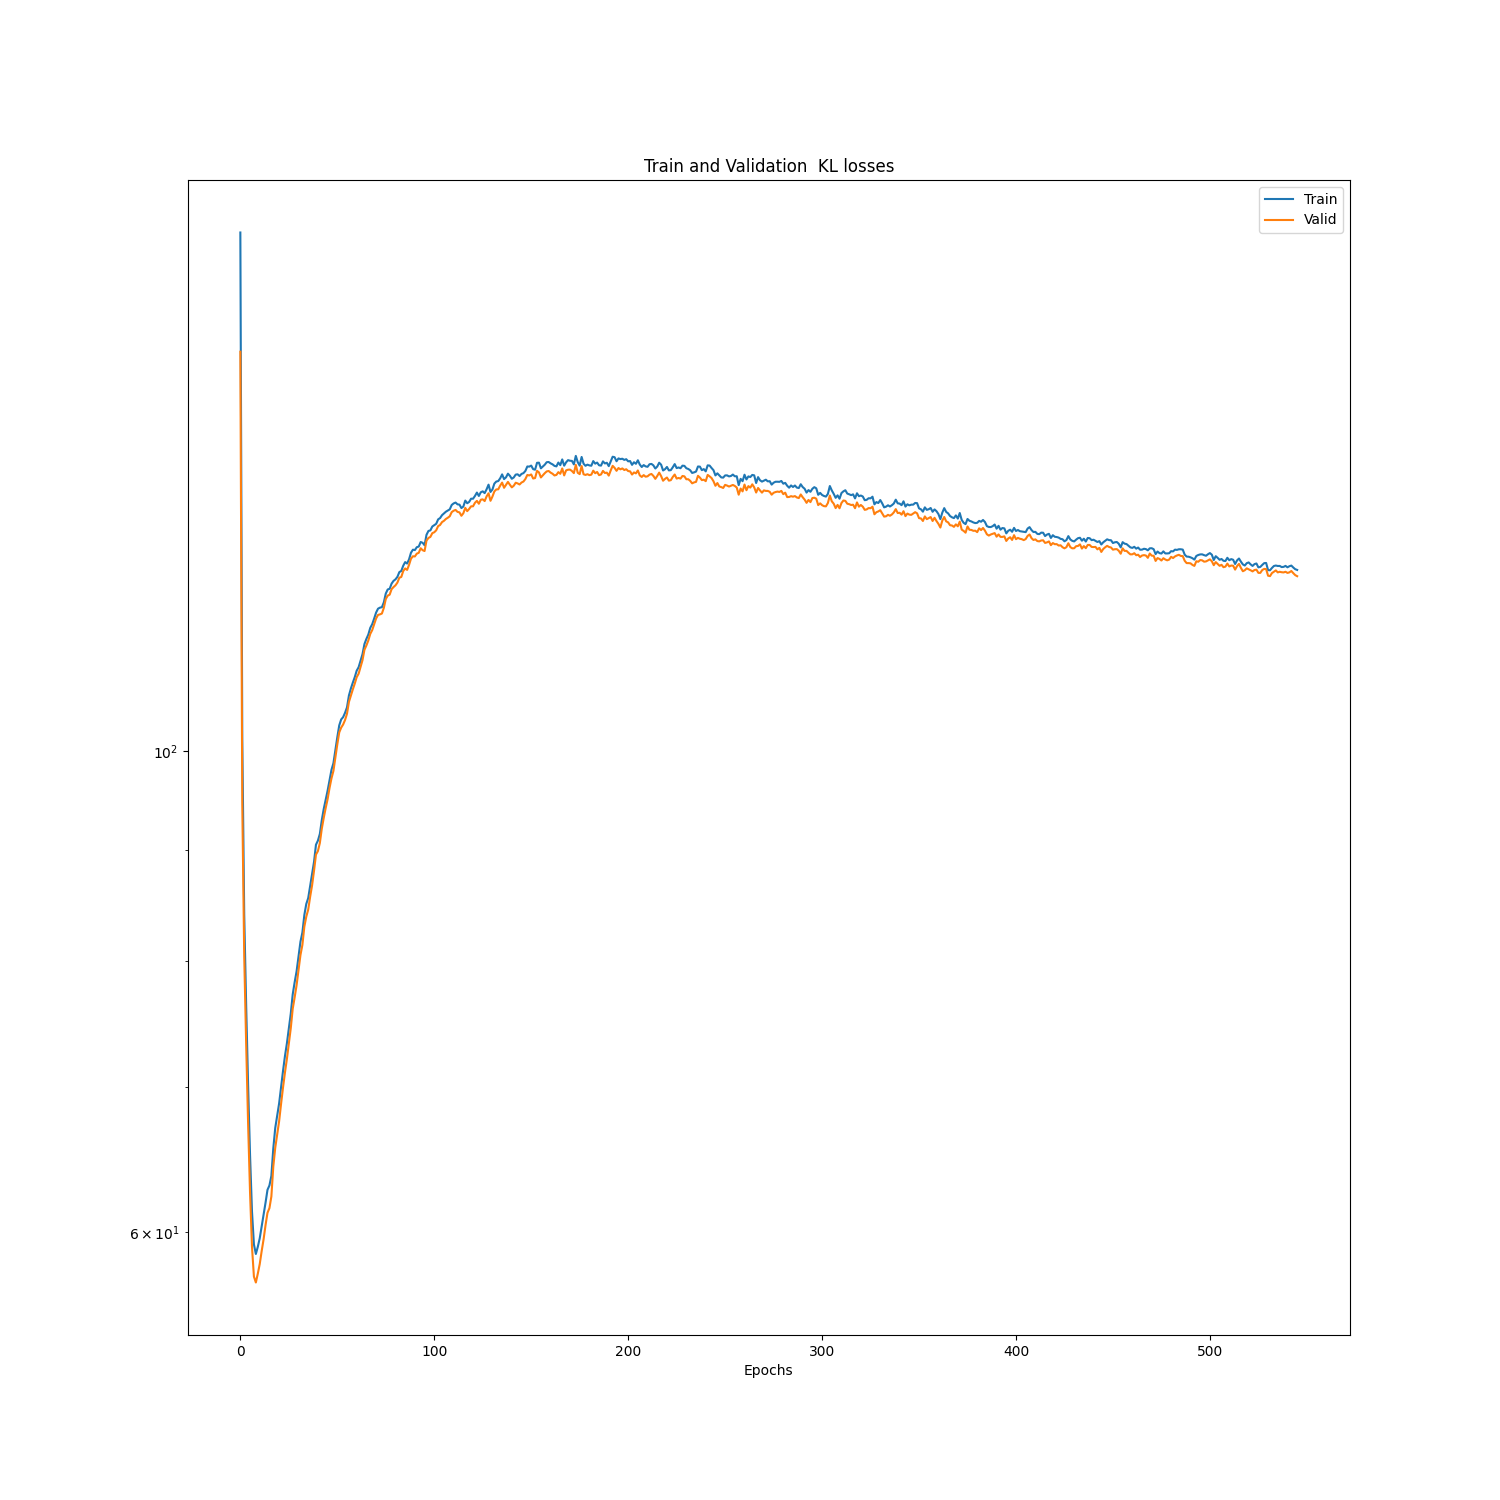 Train and Validation  KL losses
Train
Valid
10²
6 × 10¹
0 100 200 300 400 500
Epochs